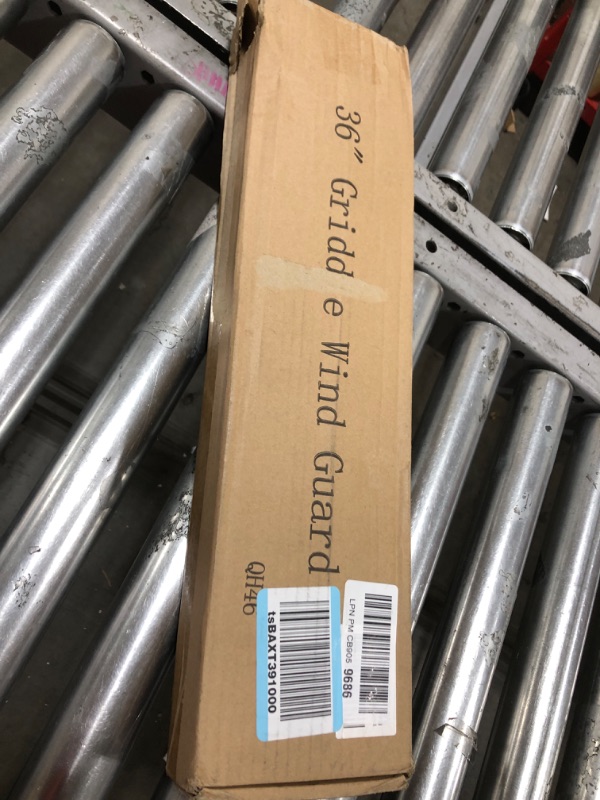 36" Gridd e Wind Guard
QH46
tsBAXT391000
LPN PM CB905 9686